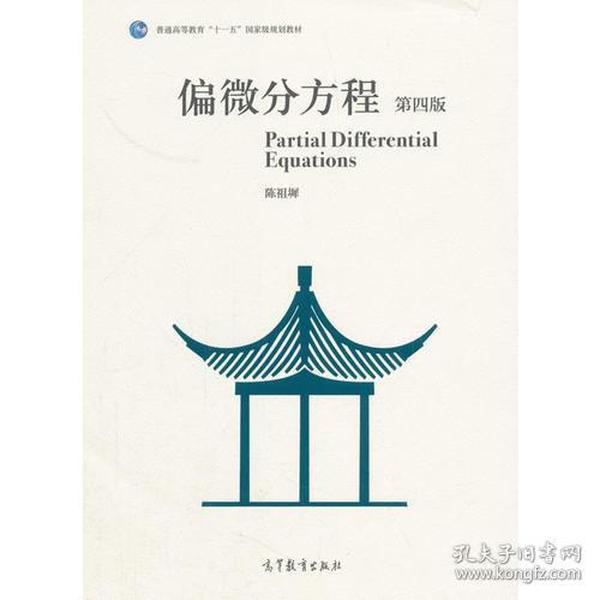 普通高等教育“十一五”国家级规划教材
偏微分方程 第四版
Partial Differential
Equations
陈祖墀
高等教育出版社
孔夫子旧书网
www.kongfz.com